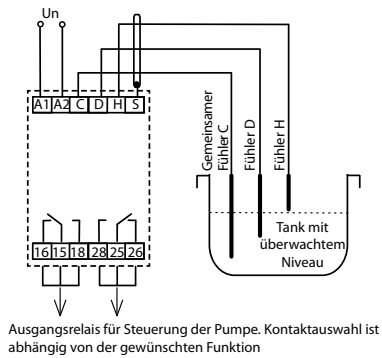 Un
A1 A2 C D H S
Gemeinsamer
Fühler C
Fühler D
Fühler H
Tank mit
überwachtem
Niveau
16 15 18 28 25 26
Ausgangsrelais für Steuerung der Pumpe. Kontaktauswahl ist
abhängig von der gewünschten Funktion